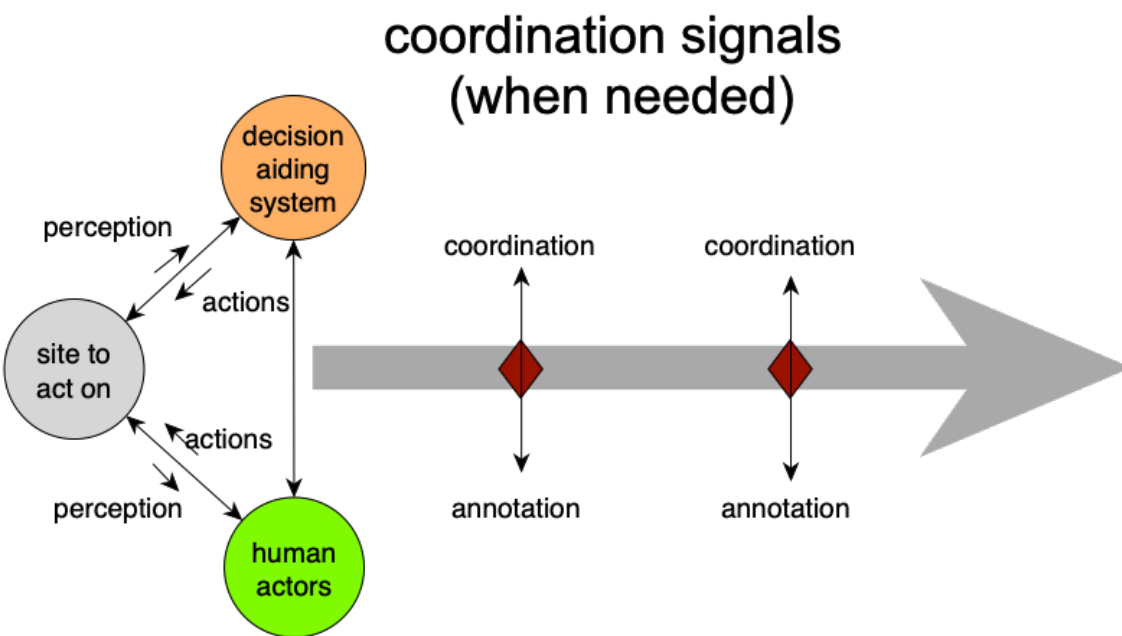 coordination signals
(when needed)
decision
aiding
system
perception
actions
site to
act on
actions
perception
human
actors
coordination
annotation
coordination
annotation